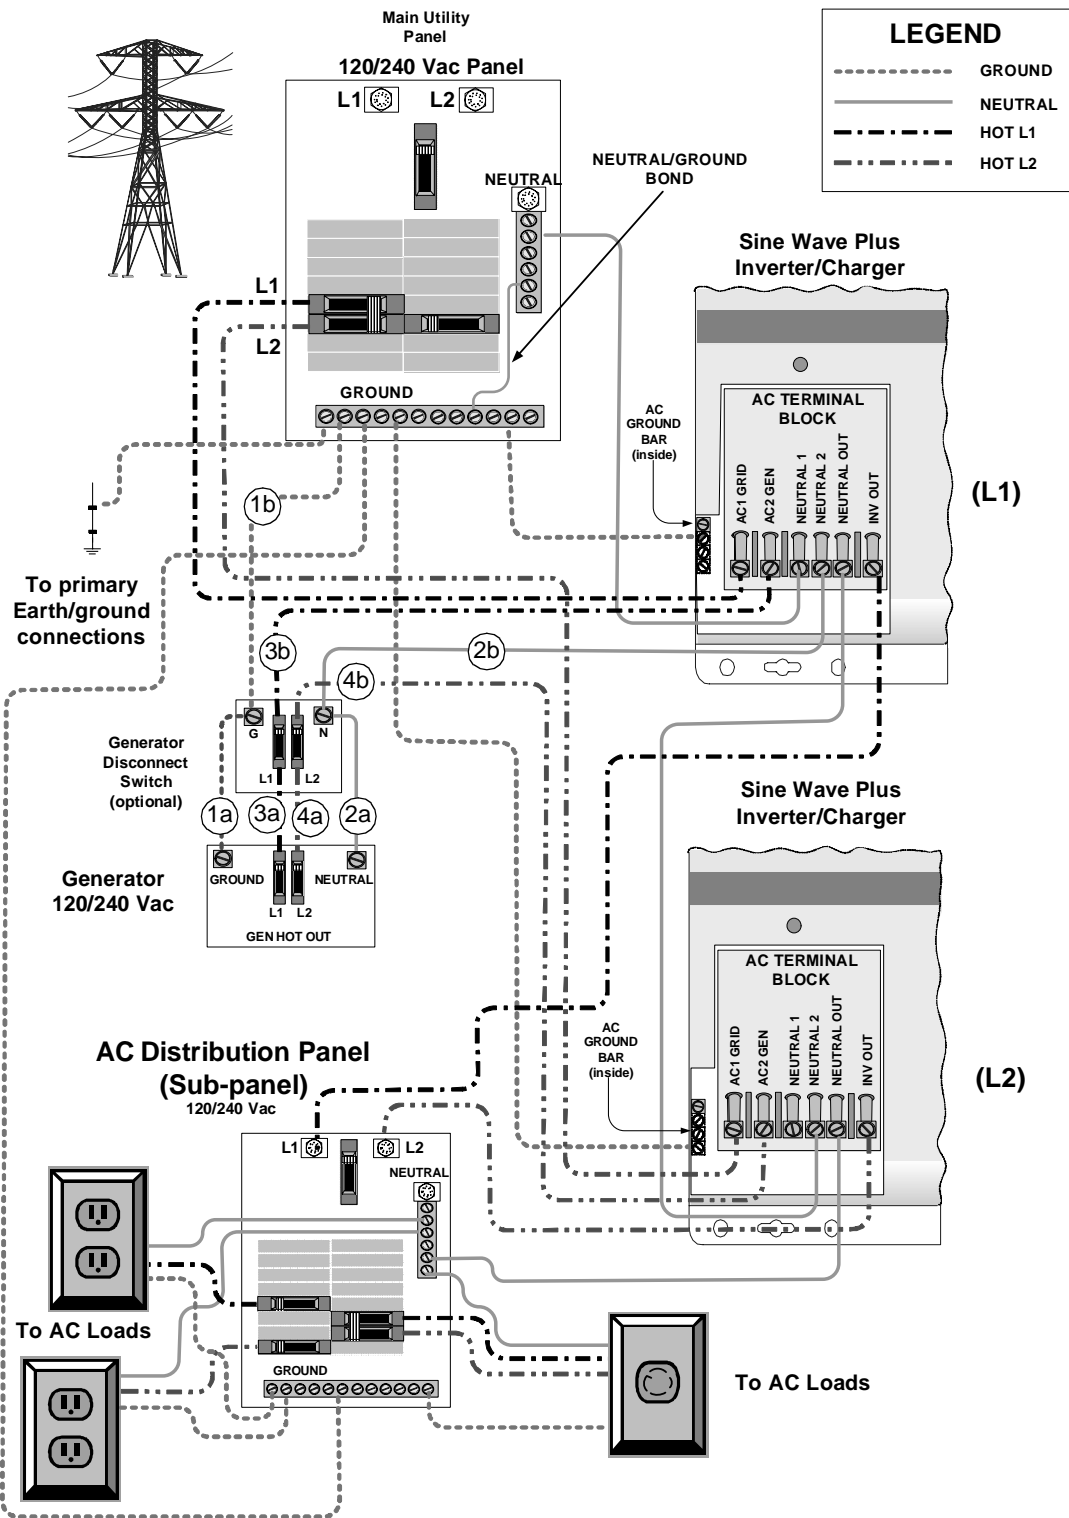 Main Utility
Panel
120/240 Vac Panel
L1
L2
NEUTRAL
NEUTRAL/GROUND
BOND
L1
L2
GROUND
LEGEND
GROUND
NEUTRAL
HOT L1
HOT L2
Sine Wave Plus
Inverter/Charger
AC TERMINAL
BLOCK
AC
GROUND
BAR
(inside)
AC1 GRID
AC2 GEN
NEUTRAL 1
NEUTRAL 2
NEUTRAL OUT
INV OUT
(L1)
1b
To primary
Earth/ground
connections
3b
2b
4b
G
N
L1
L2
Generator
Disconnect
Switch
(optional)
1a
3a
4a
2a
Generator
120/240 Vac
GROUND
NEUTRAL
L1
L2
GEN HOT OUT
Sine Wave Plus
Inverter/Charger
AC TERMINAL
BLOCK
AC
GROUND
BAR
(inside)
AC1 GRID
AC2 GEN
NEUTRAL 1
NEUTRAL 2
NEUTRAL OUT
INV OUT
(L2)
AC Distribution Panel
(Sub-panel)
120/240 Vac
L1
L2
NEUTRAL
GROUND
To AC Loads
To AC Loads